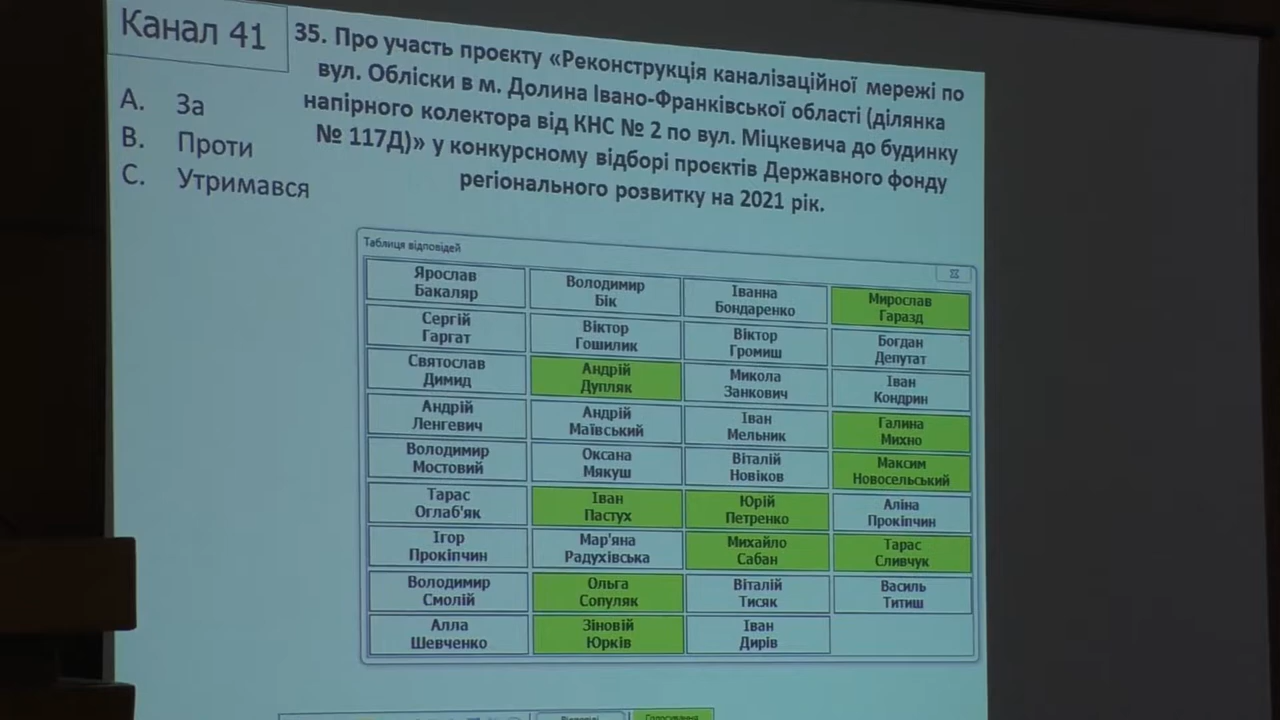 Канал 41
35. Про участь проєкту «Реконструкція каналізаційної мережі по
вул. Обліски в м. Долина Івано-Франківської області (ділянка
напірного колектора від КНС № 2 по вул. Міцкевича до будинку
№ 117Д)» у конкурсному відборі проєктів Державного фонду
регіонального розвитку на 2021 рік.
A. За
B. Проти
C. Утримався
Таблиця відповідей
Ярослав Бакаляр
Володимир Бік
Іванна Бондаренко
Мирослав Гаразд
Сергій Гаргат
Віктор Гошилик
Віктор Громиш
Богдан Депутат
Святослав Димид
Андрій Дупляк
Микола Занкович
Іван Кондрин
Андрій Ленгевич
Андрій Маївський
Іван Мельник
Галина Михно
Володимир Мостовий
Оксана Мякуш
Віталій Новіков
Максим Новосельський
Тарас Оглаб'як
Іван Пастух
Юрій Петренко
Аліна Прокіпчин
Ігор Прокіпчин
Мар'яна Радухівська
Михайло Сабан
Тарас Сливчук
Володимир Смолій
Ольга Сопуляк
Віталій Тисяк
Василь Титиш
Алла Шевченко
Зіновій Юрків
Іван Дирів
Голосування